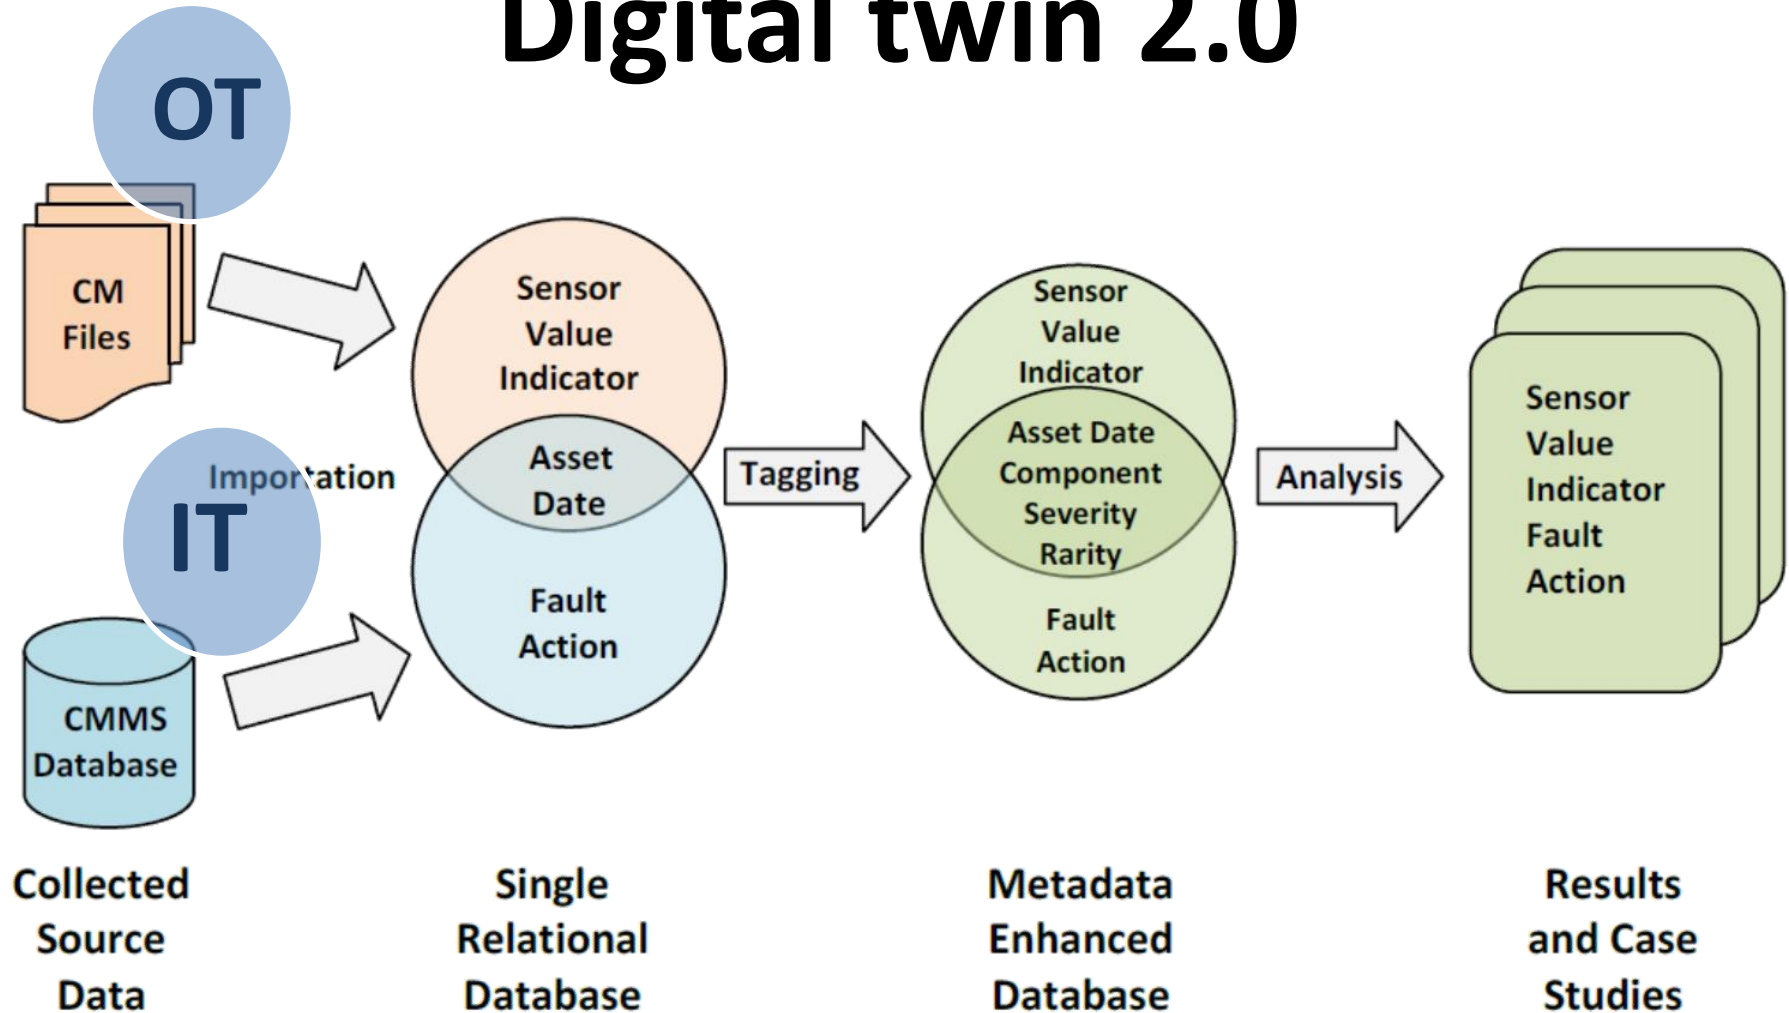 Digital twin 2.0
OT
CM
Files
Importation
IT
CMMS
Database
Sensor
Value
Indicator
Asset
Date
Fault
Action
Tagging
Sensor
Value
Indicator
Asset Date
Component
Severity
Rarity
Fault
Action
Analysis
Sensor
Value
Indicator
Fault
Action
Collected
Source
Data
Single
Relational
Database
Metadata
Enhanced
Database
Results
and Case
Studies